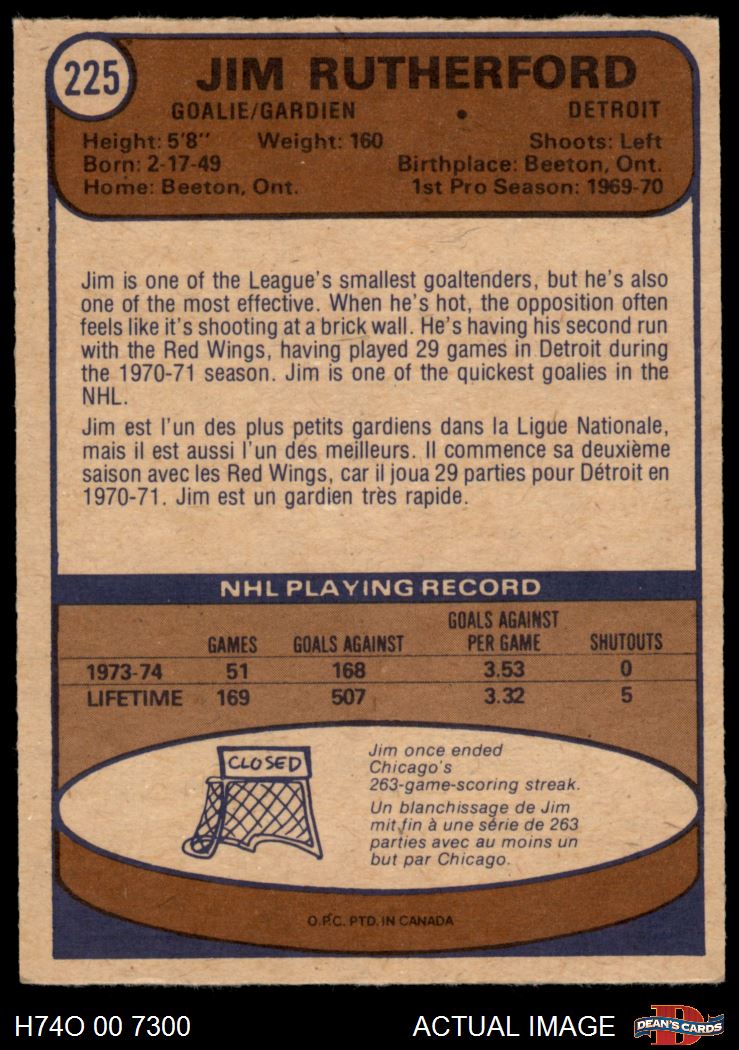 225
JIM RUTHERFORD
GOALIE/GARDIEN • DETROIT
Height: 5'8" Weight: 160 Shoots: Left
Born: 2-17-49 Birthplace: Beeton, Ont.
Home: Beeton, Ont. 1st Pro Season: 1969-70
Jim is one of the League's smallest goaltenders, but he's also
one of the most effective. When he's hot, the opposition often
feels like it's shooting at a brick wall. He's having his second run
with the Red Wings, having played 29 games in Detroit during
the 1970-71 season. Jim is one of the quickest goalies in the
NHL.
Jim est l'un des plus petits gardiens dans la Ligue Nationale,
mais il est aussi l'un des meilleurs. Il commence sa deuxième
saison avec les Red Wings, car il joua 29 parties pour Détroit en
1970-71. Jim est un gardien très rapide.
NHL PLAYING RECORD
GAMES GOALS AGAINST GOALS AGAINST PER GAME SHUTOUTS
1973-74 51 168 3.53 0
LIFETIME 169 507 3.32 5
CLOSED
Jim once ended
Chicago's
263-game-scoring streak.
Un blanchissage de Jim
mit fin à une série de 263
parties avec au moins un
but par Chicago.
O.P.C. PTD. IN CANADA
H74O 00 7300 ACTUAL IMAGE
D
DEAN'S CARDS